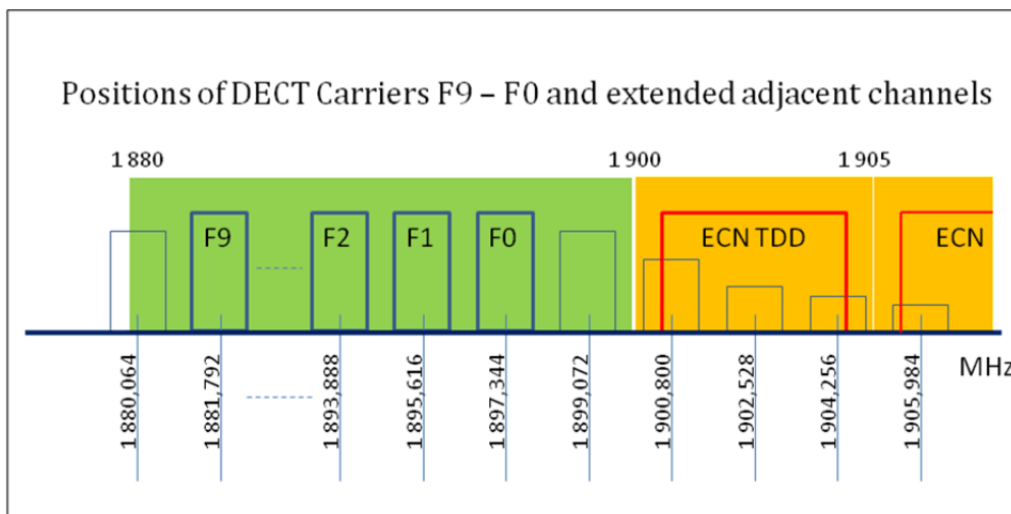 Positions of DECT Carriers F9 – F0 and extended adjacent channels
1 880 1 900 1 905
F9 F2 F1 F0 ECN TDD ECN
MHz
1 880,064
1 881,792
1 893,888
1 895,616
1 897,344
1 899,072
1 900,806
1 902,528
1 904,256
1 905,984